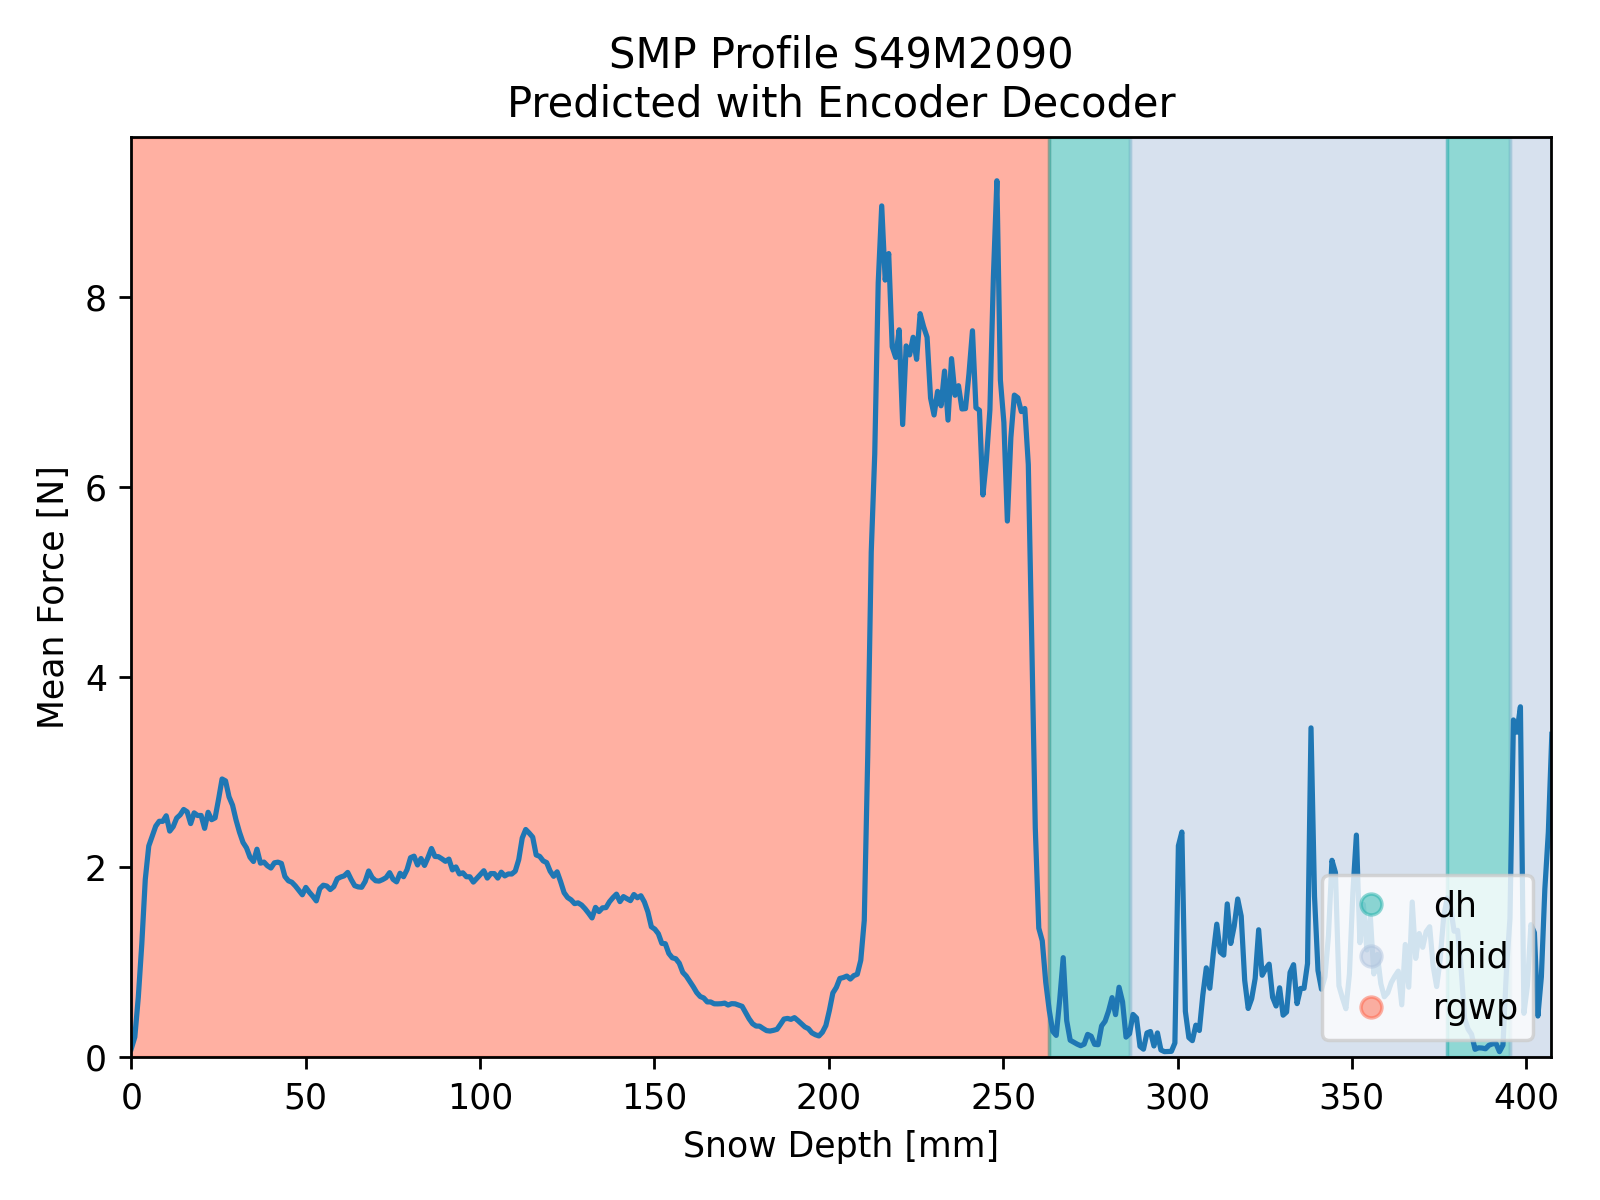 SMP Profile S49M2090
Predicted with Encoder Decoder
Mean Force [N]
8
6
4
2
0
0 50 100 150 200 250 300 350 400
Snow Depth [mm]
dh
dhid
rgwp